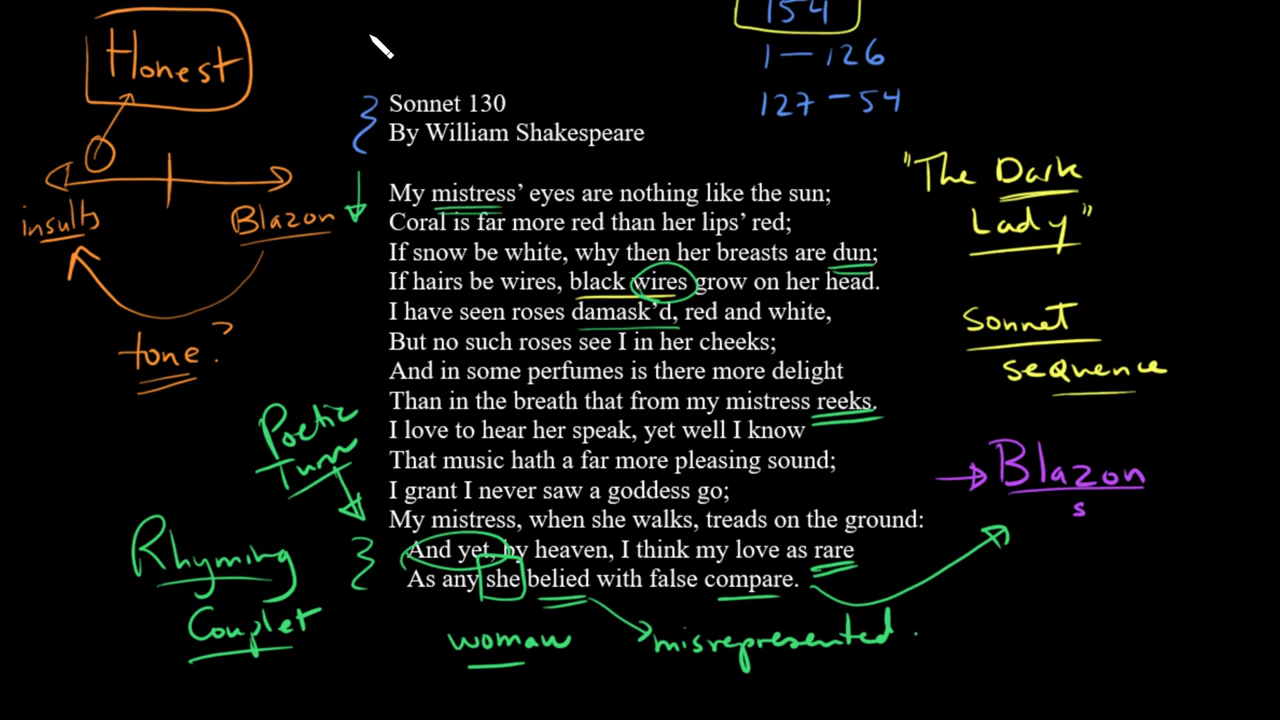 154
1 — 126
127 – 54
Honest
insults
Blazon
tone?
Sonnet 130
By William Shakespeare
My mistress’ eyes are nothing like the sun;
Coral is far more red than her lips’ red;
If snow be white, why then her breasts are dun;
If hairs be wires, black wires grow on her head.
I have seen roses damask’d, red and white,
But no such roses see I in her cheeks;
And in some perfumes is there more delight
Than in the breath that from my mistress reeks.
I love to hear her speak, yet well I know
That music hath a far more pleasing sound;
I grant I never saw a goddess go;
My mistress, when she walks, treads on the ground:
And yet, by heaven, I think my love as rare
As any she belied with false compare.
Poetic
Turn
Rhyming
Couplet
woman
misrepresented.
"The Dark
Lady"
Sonnet
sequence
Blazon
s